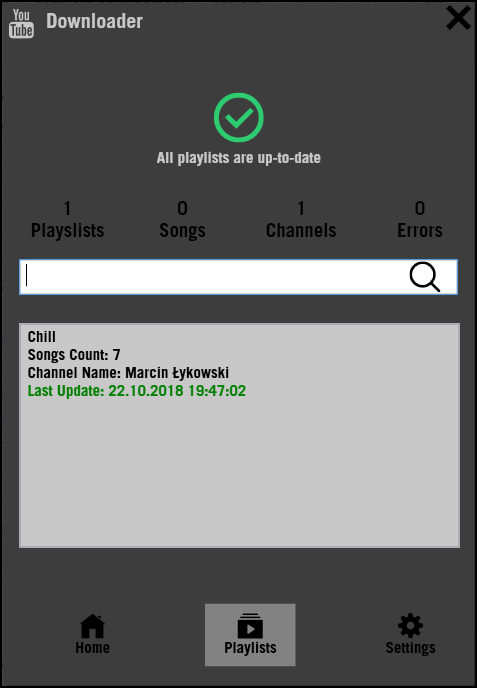 You
Tube
Downloader
All playlists are up-to-date
1 0 1 0
Playslists Songs Channels Errors
Chill
Songs Count: 7
Channel Name: Marcin Łykowski
Last Update: 22.10.2018 19:47:02
Home Playlists Settings